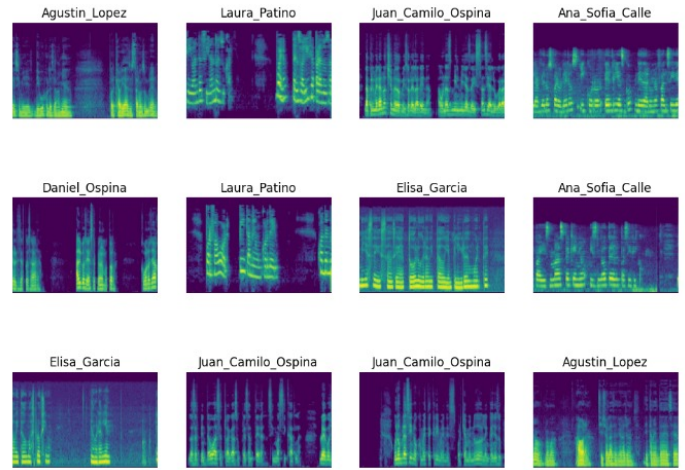 Agustin_Lopez
Laura_Patino
Juan_Camilo_Ospina
Ana_Sofia_Calle
Daniel_Ospina
Laura_Patino
Elisa_Garcia
Ana_Sofia_Calle
Elisa_Garcia
Juan_Camilo_Ospina
Juan_Camilo_Ospina
Agustin_Lopez